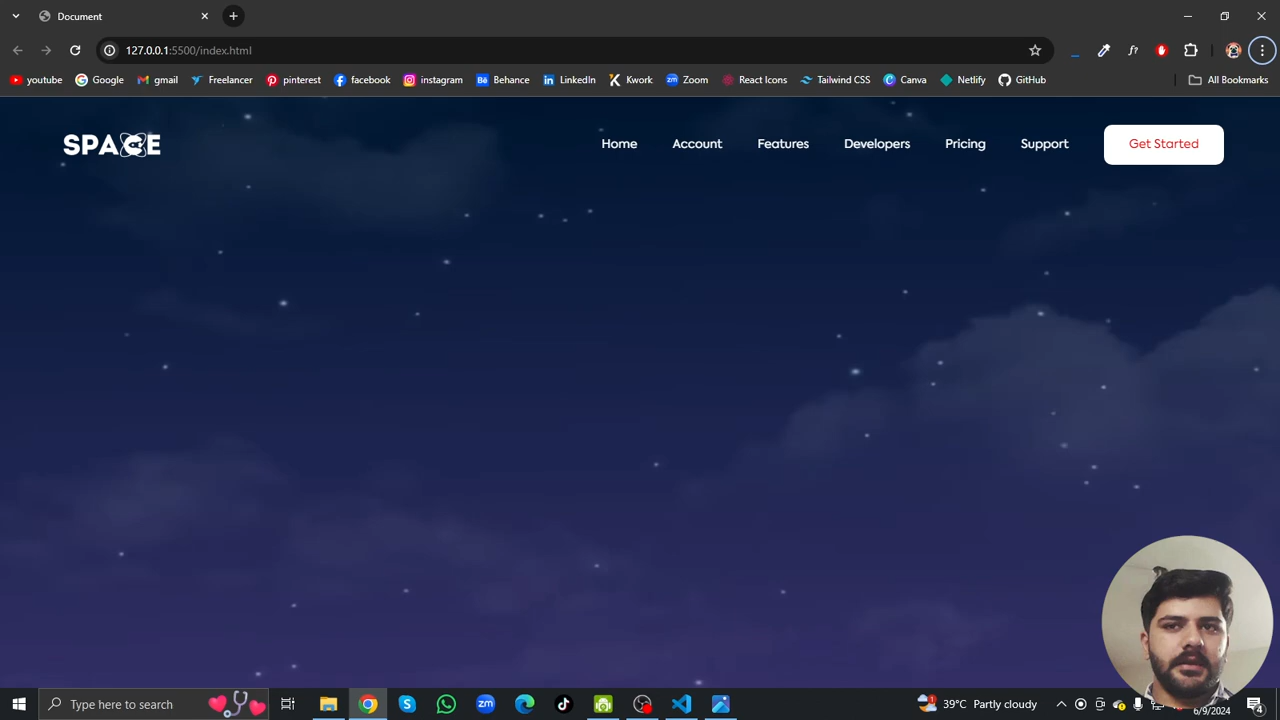 Document
127.0.0.1:5500/index.html
youtube Google gmail Freelancer pinterest facebook instagram Behance LinkedIn Kwork Zoom React Icons Tailwind CSS Canva Netlify GitHub All Bookmarks
SPACE Home Account Features Developers Pricing Support Get Started
Type here to search 39°C Partly cloudy
6/9/2024